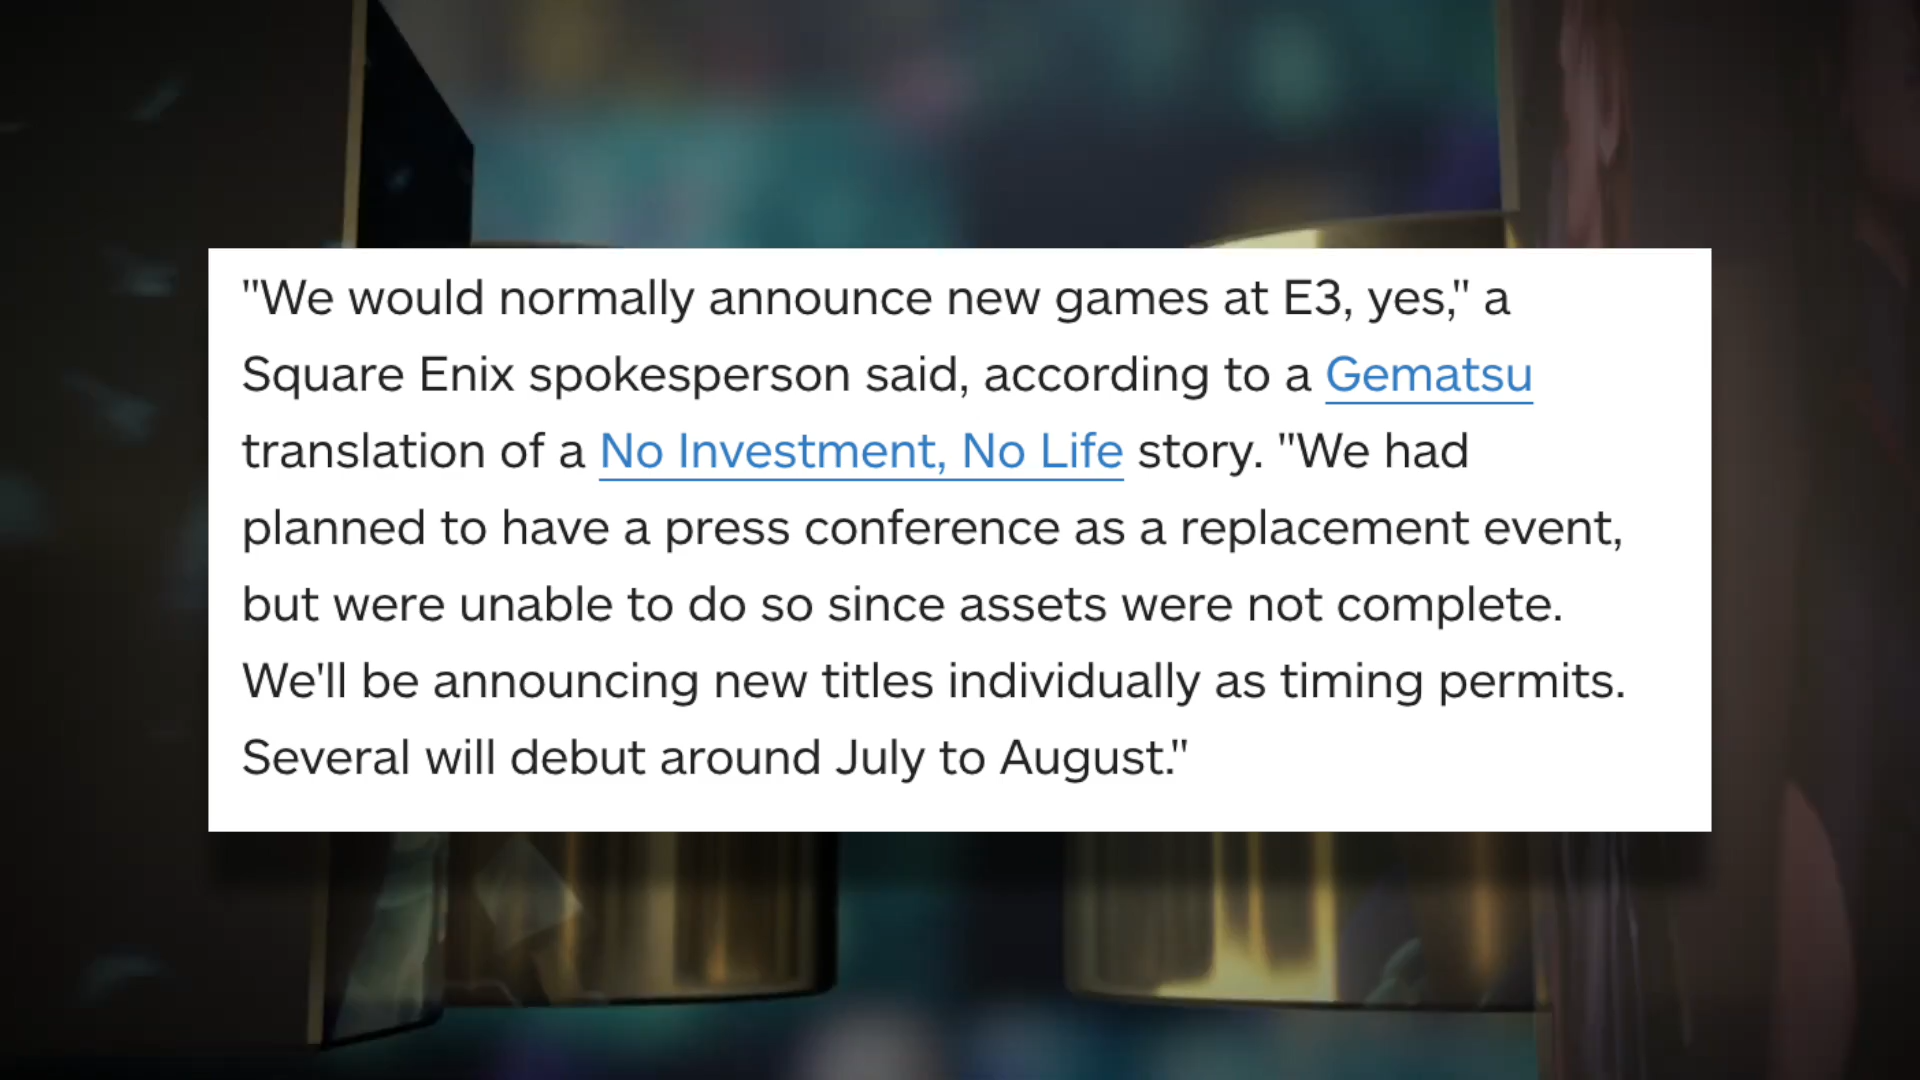 "We would normally announce new games at E3, yes," a
Square Enix spokesperson said, according to a Gematsu
translation of a No Investment, No Life story. "We had
planned to have a press conference as a replacement event,
but were unable to do so since assets were not complete.
We'll be announcing new titles individually as timing permits.
Several will debut around July to August."